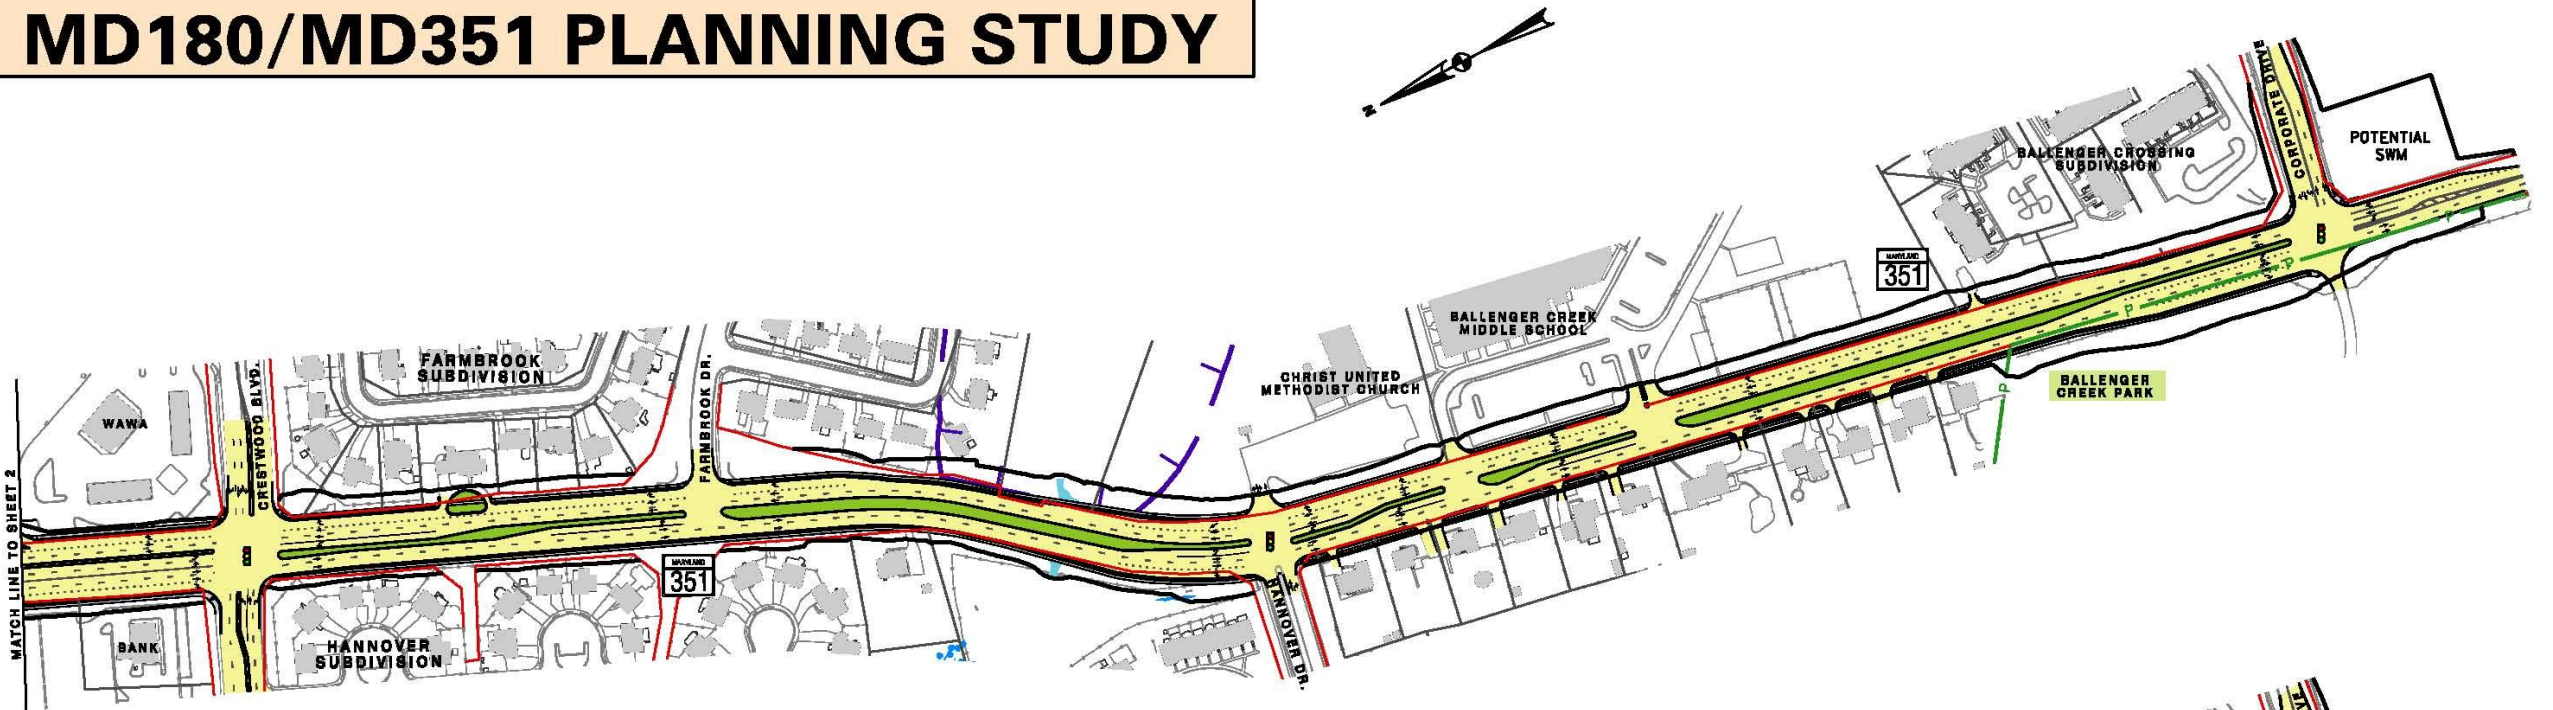 MD180/MD351 PLANNING STUDY
N
CORPORATE DRIVE
POTENTIAL
SWM
BALLENGER CROSSING
SUBDIVISION
MARYLAND
351
BALLENGER CREEK
MIDDLE SCHOOL
CHRIST UNITED
METHODIST CHURCH
BALLENGER
CREEK PARK
P
P
P
P
FARMBROOK
SUBDIVISION
FARMBROOK DR.
WAWA
CRESTWOOD BLVD.
MATCH LINE TO SHEET 2
MARYLAND
351
BANK
HANNOVER
SUBDIVISION
HANNOVER DR.